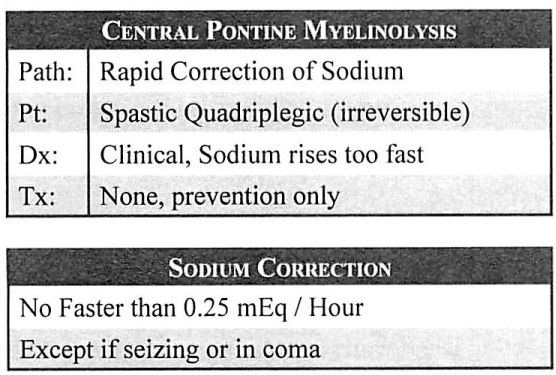 CENTRAL PONTINE MYELINOLYSIS
Path: Rapid Correction of Sodium
Pt: Spastic Quadriplegic (irreversible)
Dx: Clinical, Sodium rises too fast
Tx: None, prevention only
SODIUM CORRECTION
No Faster than 0.25 mEq / Hour
Except if seizing or in coma